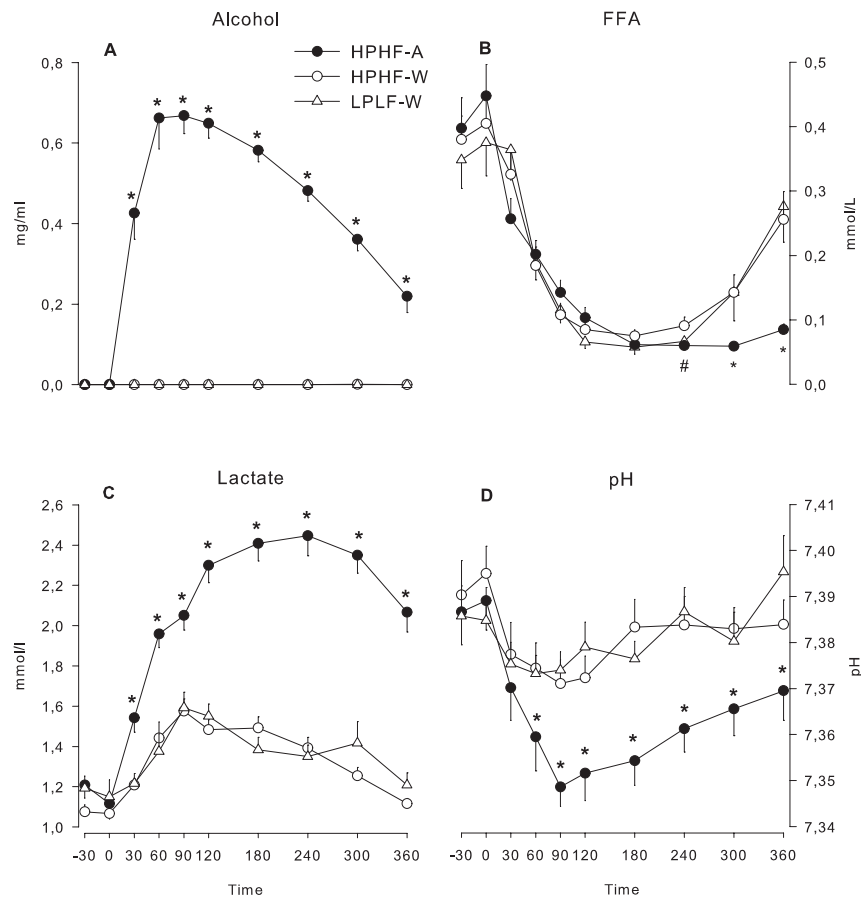 Alcohol
FFA
A
HPHF-A
HPHF-W
LPLF-W
B
0,8
0,6
0,4
0,2
0,0
mg/ml
* * * * * * * *
0,5
0,4
0,3
0,2
0,1
0,0
mmol/L
# * *
Lactate
pH
C
D
2,6
2,4
2,2
2,0
1,8
1,6
1,4
1,2
1,0
mmol/l
* * * * * * * *
7,41
7,40
7,39
7,38
7,37
7,36
7,35
7,34
pH
* * * * * * *
-30 0 30 60 90 120 180 240 300 360
-30 0 30 60 90 120 180 240 300 360
Time
Time